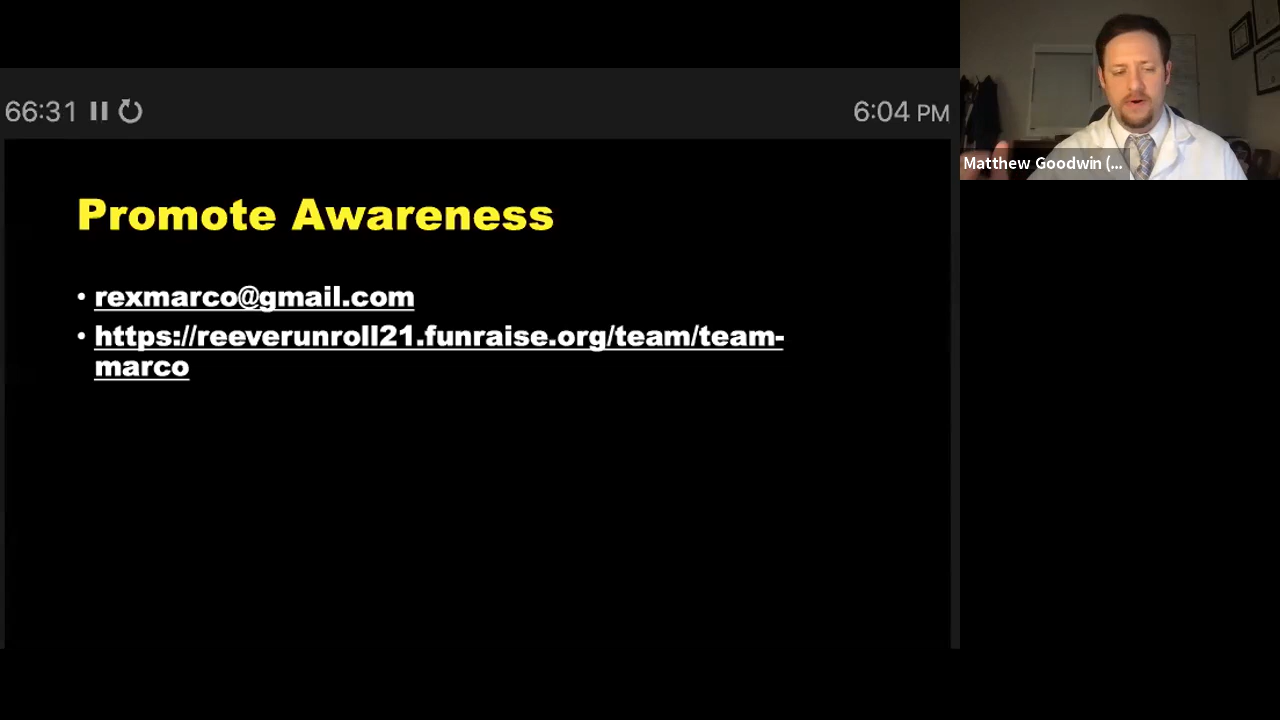 66:31
6:04 PM
Matthew Goodwin (...
Promote Awareness
• rexmarco@gmail.com
• https://reeverunroll21.funraise.org/team/team-
marco